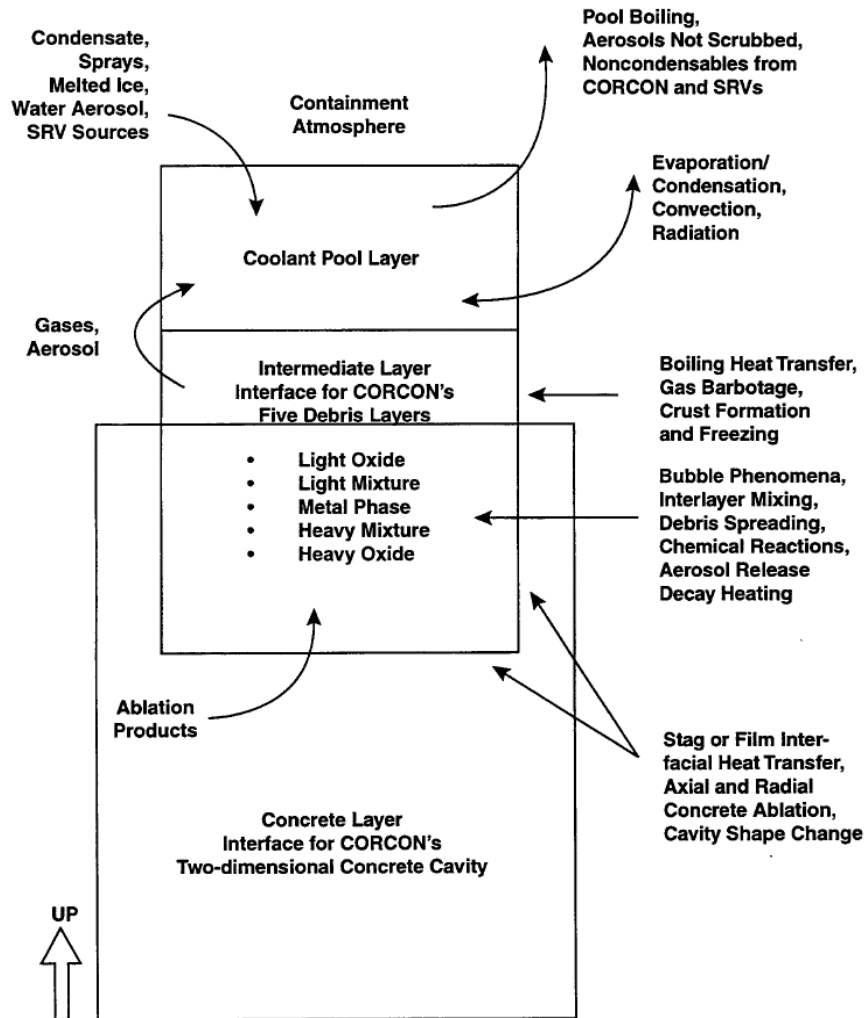 Condensate,
Sprays,
Melted Ice,
Water Aerosol,
SRV Sources
Containment
Atmosphere
Pool Boiling,
Aerosols Not Scrubbed,
Noncondensables from
CORCON and SRVs
Evaporation/
Condensation,
Convection,
Radiation
Coolant Pool Layer
Gases,
Aerosol
Intermediate Layer
Interface for CORCON's
Five Debris Layers
• Light Oxide
• Light Mixture
• Metal Phase
• Heavy Mixture
• Heavy Oxide
Boiling Heat Transfer,
Gas Barbotage,
Crust Formation
and Freezing
Bubble Phenomena,
Interlayer Mixing,
Debris Spreading,
Chemical Reactions,
Aerosol Release
Decay Heating
Ablation
Products
Stag or Film Inter-
facial Heat Transfer,
Axial and Radial
Concrete Ablation,
Cavity Shape Change
Concrete Layer
Interface for CORCON's
Two-dimensional Concrete Cavity
UP